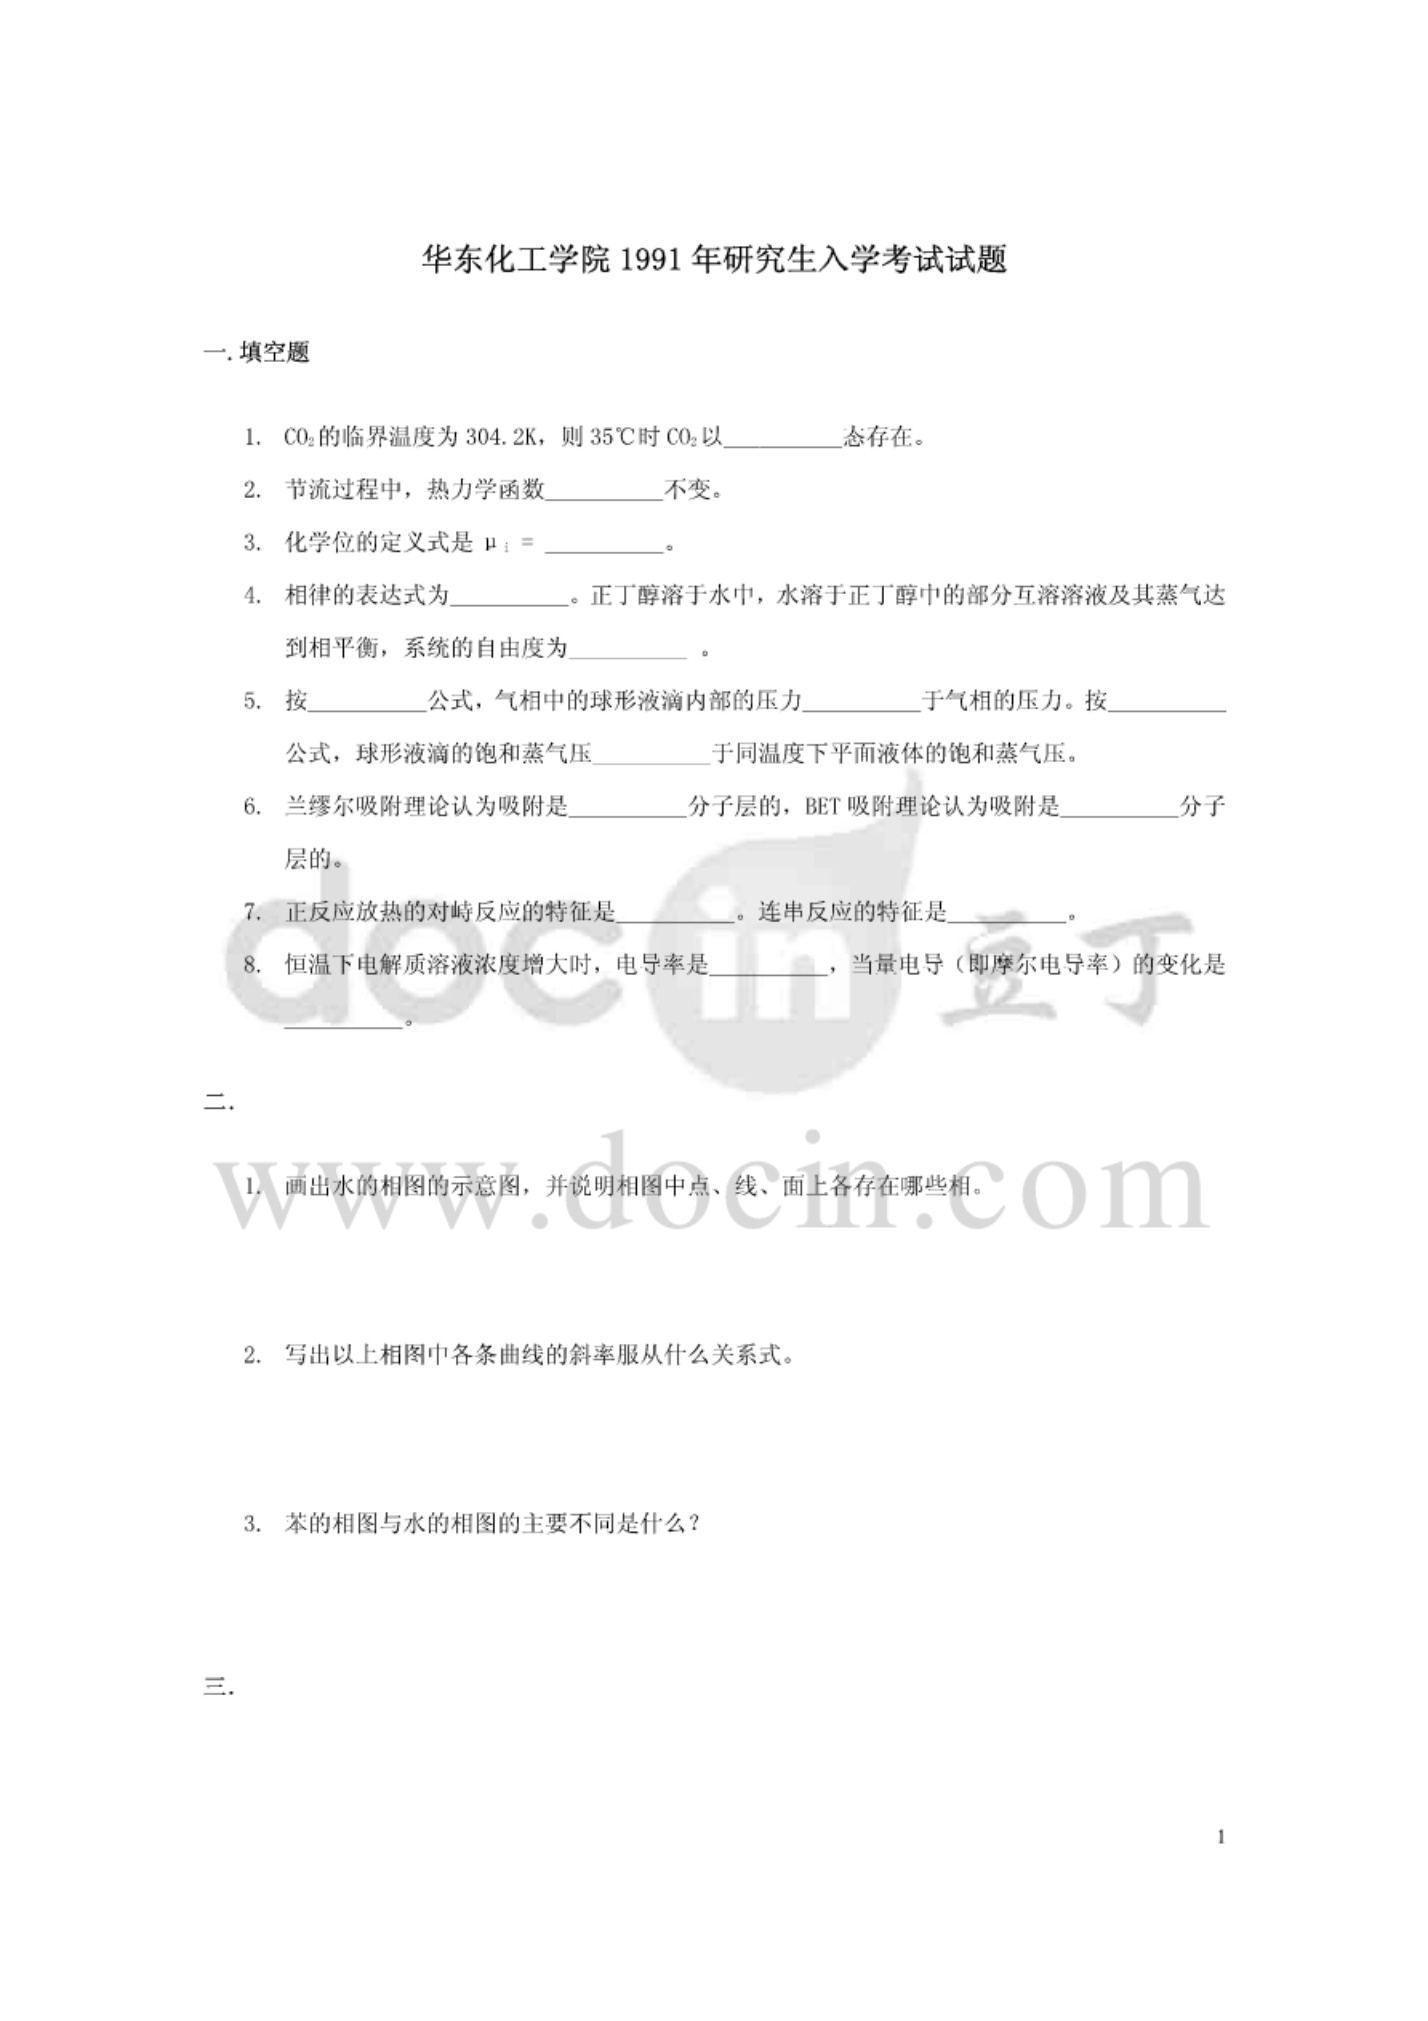 华东化工学院 1991 年研究生入学考试试题
一. 填空题
1. CO₂的临界温度为 304.2K，则 35℃时 CO₂以__________态存在。
2. 节流过程中，热力学函数__________不变。
3. 化学位的定义式是 μᵢ = __________。
4. 相律的表达式为__________。正丁醇溶于水中，水溶于正丁醇中的部分互溶溶液及其蒸气达
到相平衡，系统的自由度为__________ 。
5. 按__________公式，气相中的球形液滴内部的压力__________于气相的压力。按__________
公式，球形液滴的饱和蒸气压__________于同温度下平面液体的饱和蒸气压。
6. 兰缪尔吸附理论认为吸附是__________分子层的，BET 吸附理论认为吸附是__________分子
层的。
7. 正反应放热的对峙反应的特征是__________。连串反应的特征是__________。
8. 恒温下电解质溶液浓度增大时，电导率是__________，当量电导（即摩尔电导率）的变化是
__________。
docin 豆丁
二.
www.docin.com
1. 画出水的相图的示意图，并说明相图中点、线、面上各存在哪些相。
2. 写出以上相图中各条曲线的斜率服从什么关系式。
3. 苯的相图与水的相图的主要不同是什么？
三.
1